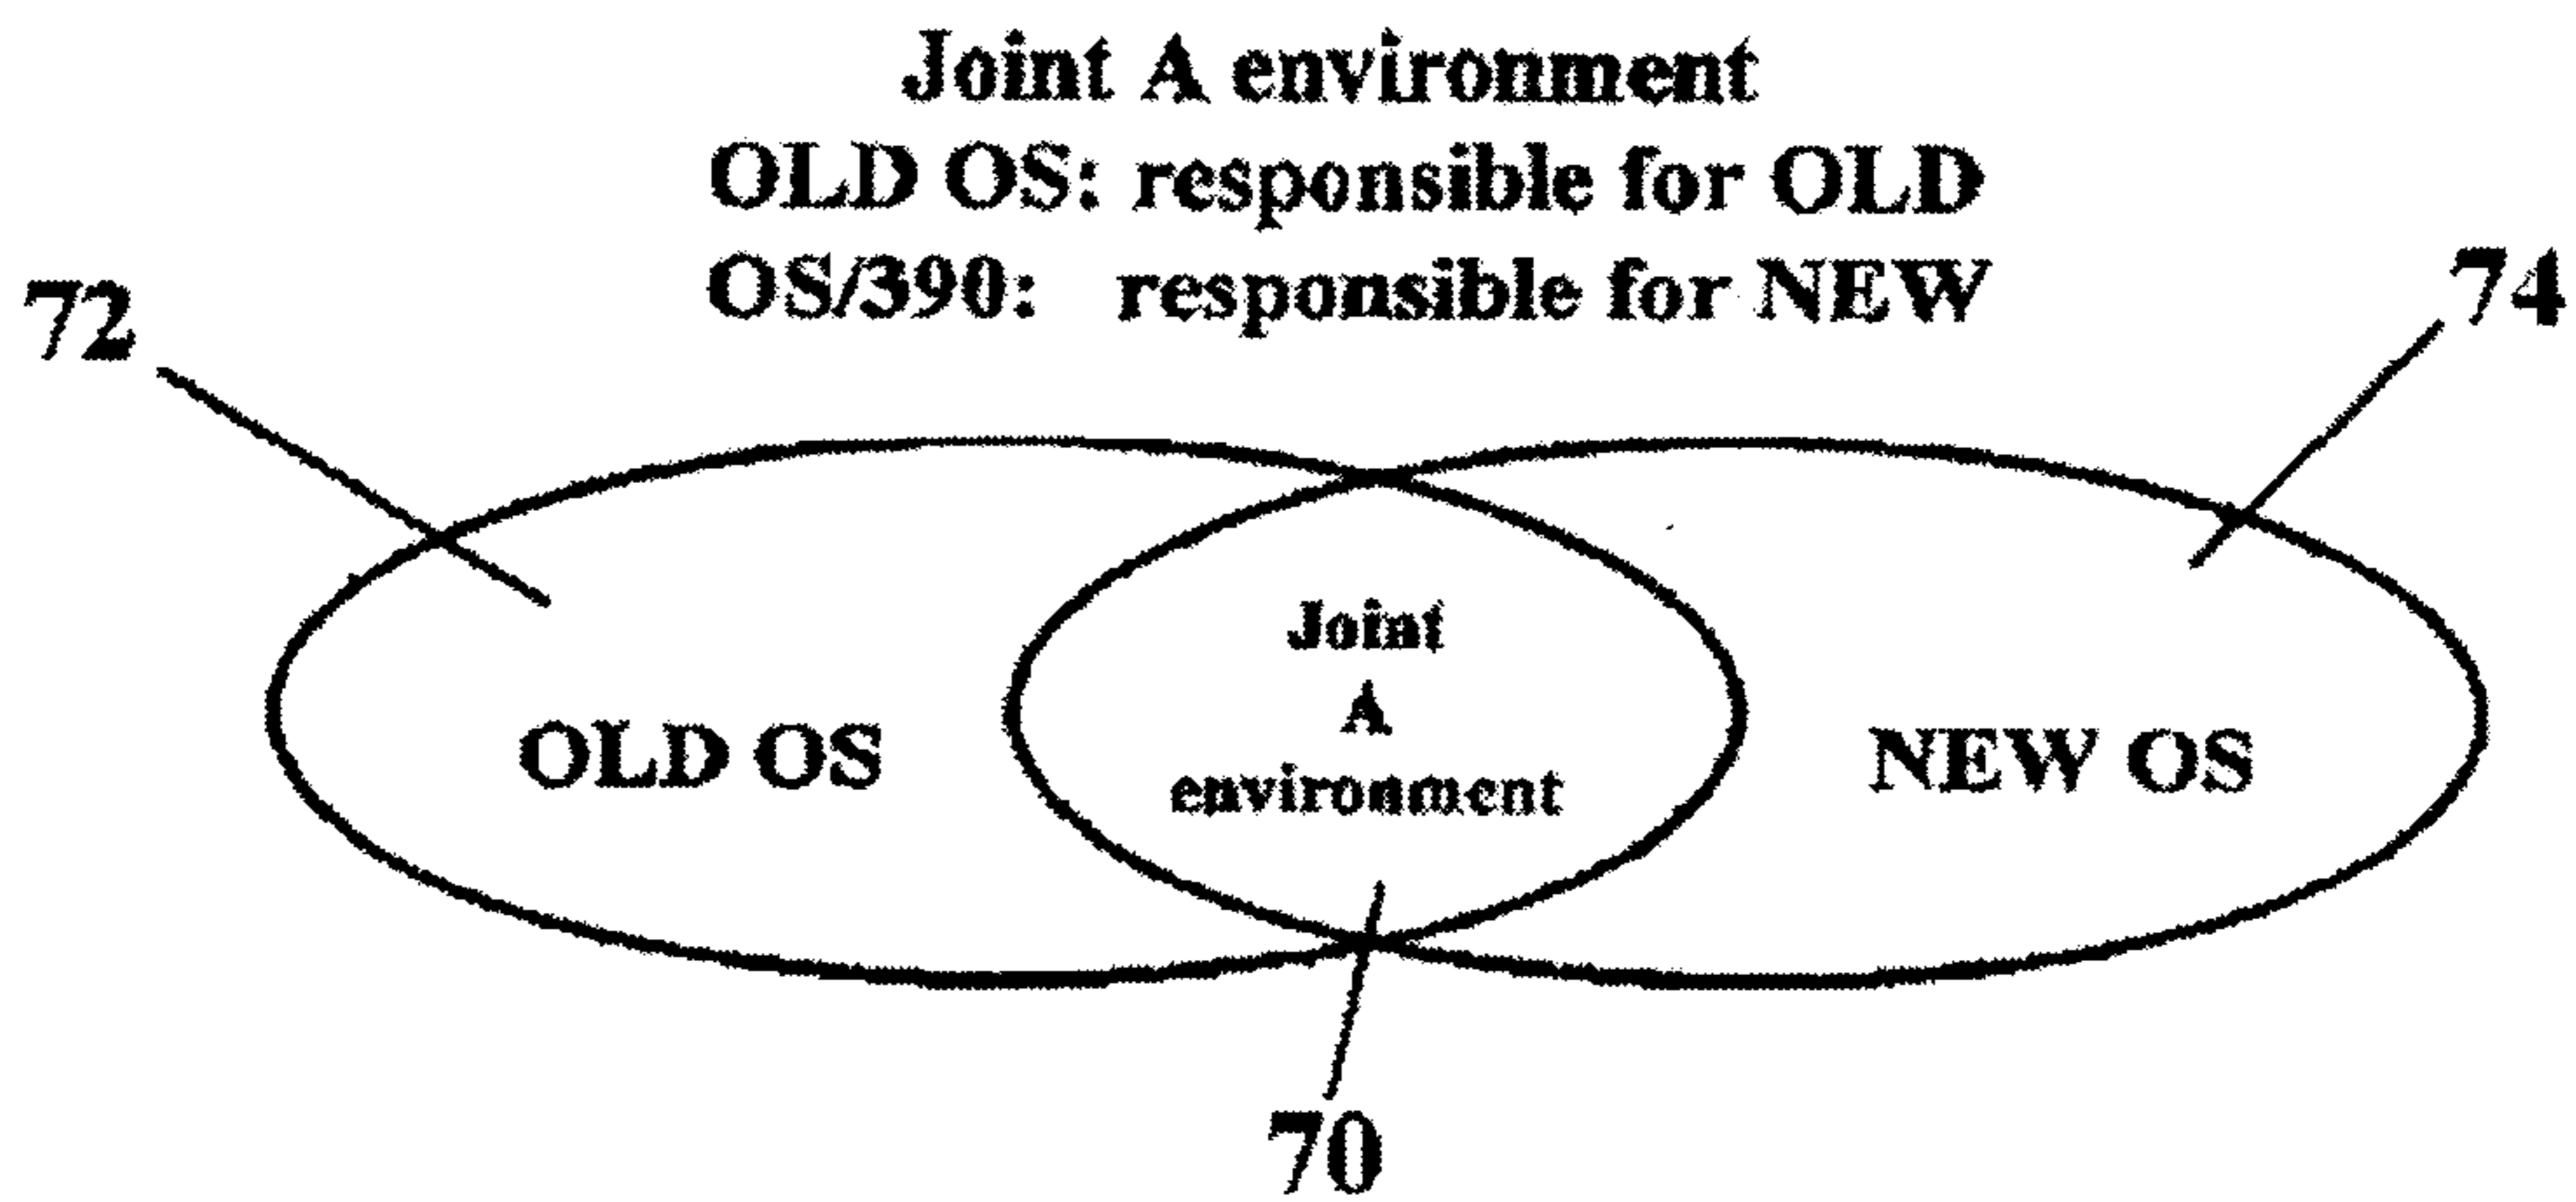 Joint A environment
OLD OS: responsible for OLD
OS/390: responsible for NEW
72
74
Joint
A
environment
OLD OS
NEW OS
70